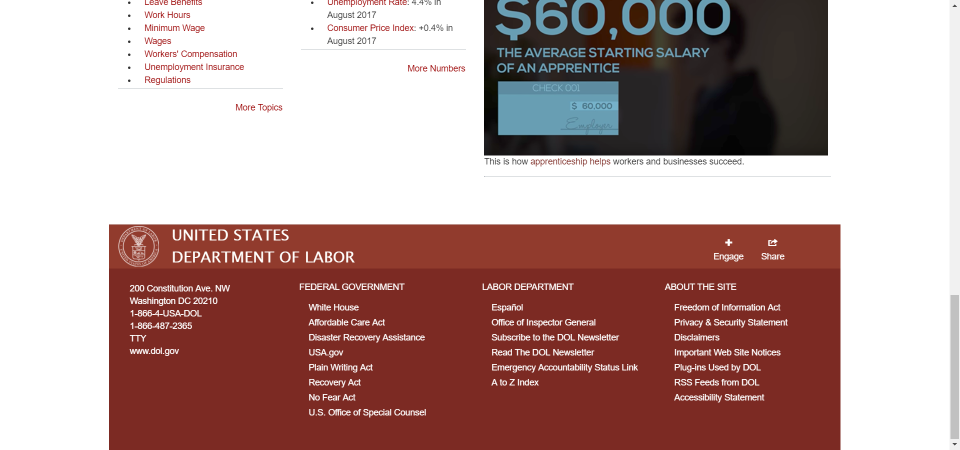 Leave Benefits
Work Hours
Minimum Wage
Wages
Workers' Compensation
Unemployment Insurance
Regulations
More Topics
Unemployment Rate: 4.4% in
August 2017
Consumer Price Index: +0.4% in
August 2017
More Numbers
$60,000
THE AVERAGE STARTING SALARY
OF AN APPRENTICE
CHECK 001
$ 60,000
Employer
This is how apprenticeship helps workers and businesses succeed.
UNITED STATES
DEPARTMENT OF LABOR
Engage
Share
200 Constitution Ave. NW
Washington DC 20210
1-866-4-USA-DOL
1-866-487-2365
TTY
www.dol.gov
FEDERAL GOVERNMENT
White House
Affordable Care Act
Disaster Recovery Assistance
USA.gov
Plain Writing Act
Recovery Act
No Fear Act
U.S. Office of Special Counsel
LABOR DEPARTMENT
Español
Office of Inspector General
Subscribe to the DOL Newsletter
Read The DOL Newsletter
Emergency Accountability Status Link
A to Z Index
ABOUT THE SITE
Freedom of Information Act
Privacy & Security Statement
Disclaimers
Important Web Site Notices
Plug-ins Used by DOL
RSS Feeds from DOL
Accessibility Statement